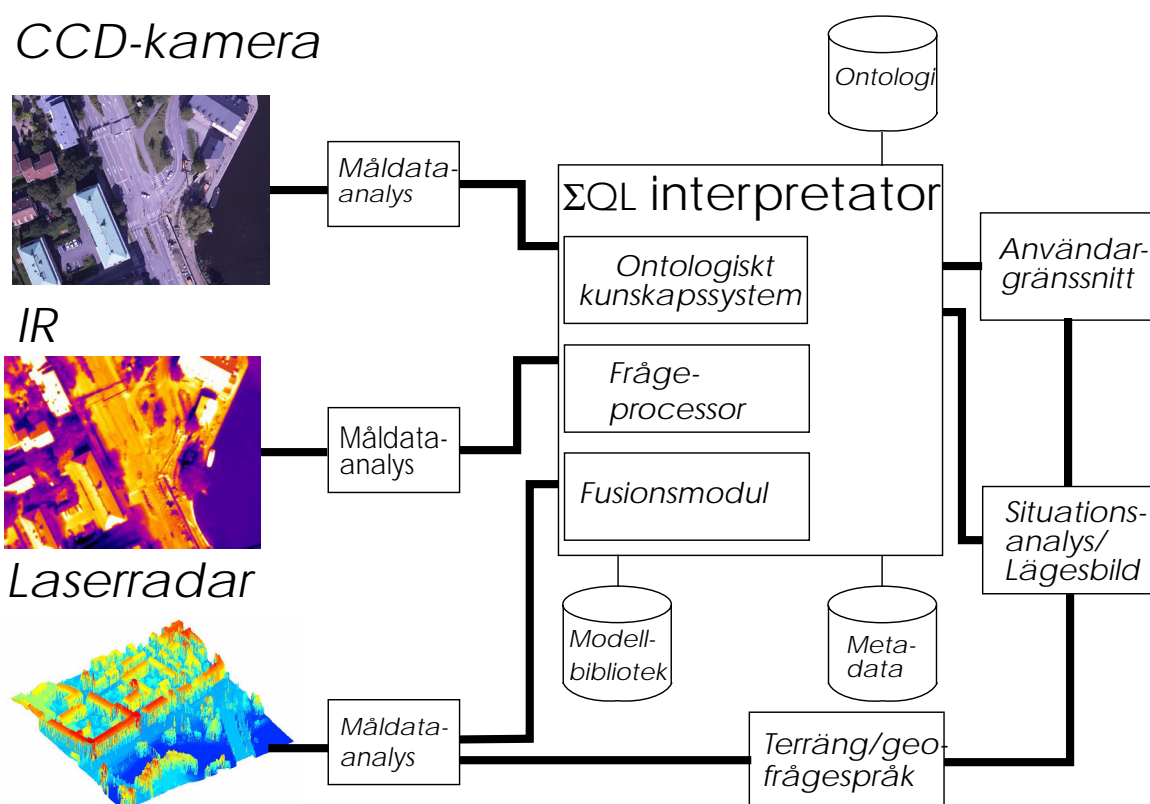 CCD-kamera
Ontologi
Måldata-
analys
ΣQL interpretator
Ontologiskt
kunskapssystem
Användar-
gränssnitt
IR
Måldata-
analys
Fråge-
processor
Fusionsmodul
Situations-
analys/
Lägesbild
Laserradar
Modell-
bibliotek
Meta-
data
Måldata-
analys
Terräng/geo-
frågespråk